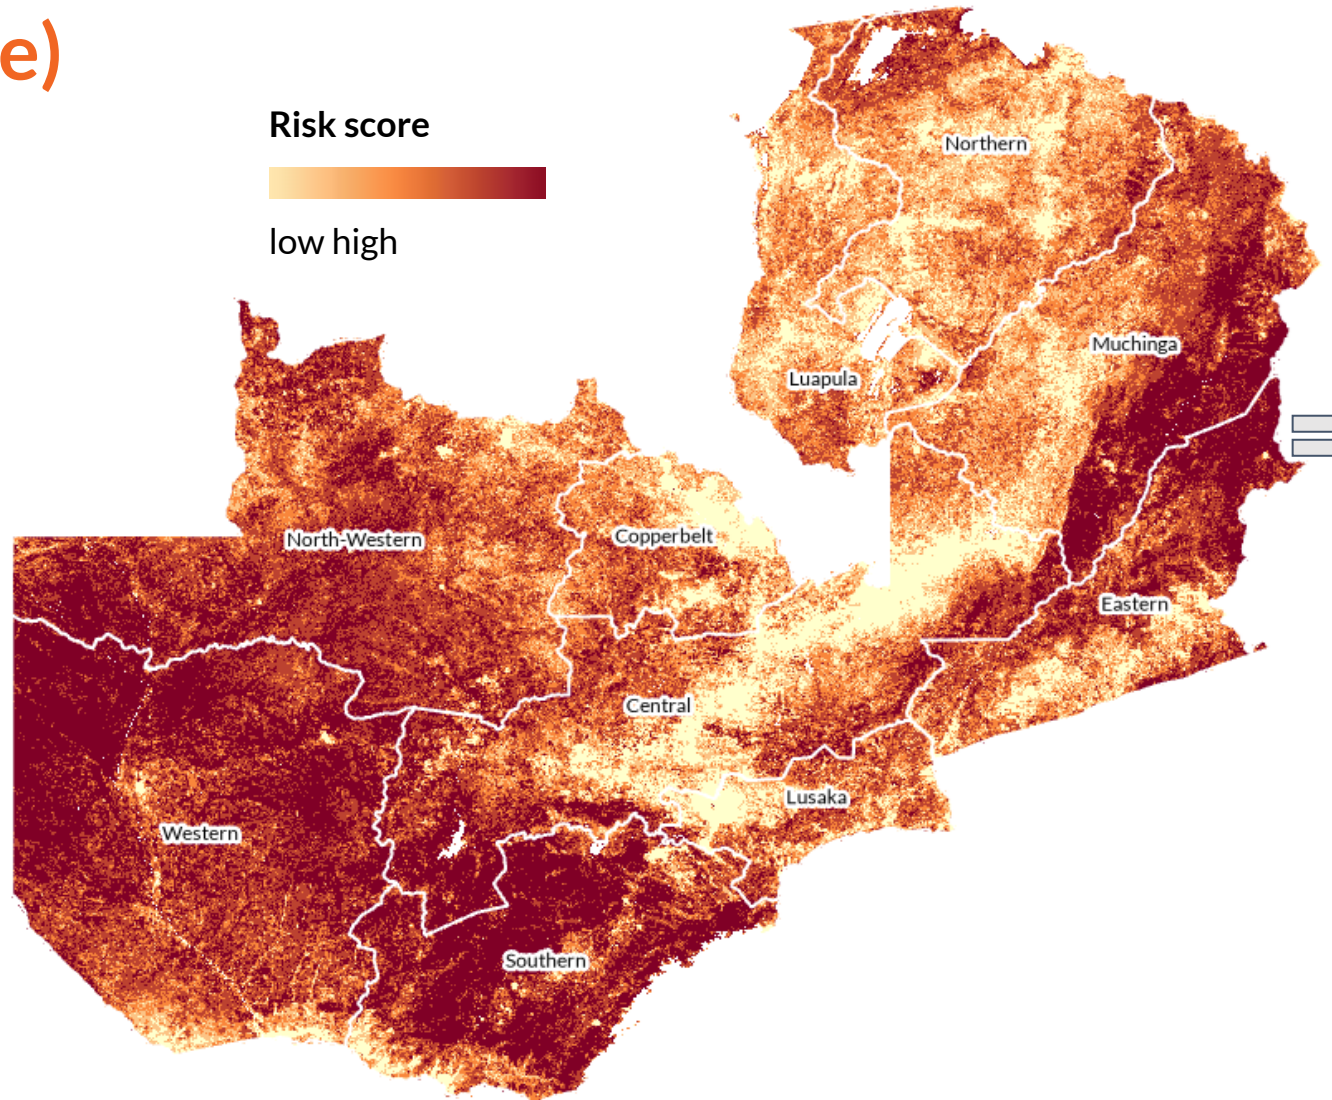 e)
Risk score
low high
Northern
Muchinga
Luapula
North-Western
Copperbelt
Eastern
Central
Lusaka
Western
Southern